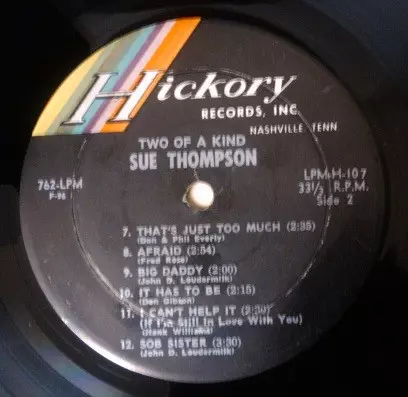 Hickory
RECORDS, INC.
NASHVILLE TENN
TWO OF A KIND
SUE THOMPSON
762-LPM
F-96
LPM-H-107
33⅓ R.P.M.
Side 2
7. THAT'S JUST TOO MUCH (2:35)
(Don & Phil Everly)
8. AFRAID (2:54)
(Fred Rose)
9. BIG DADDY (2:00)
(John D. Loudermilk)
10. IT HAS TO BE (2:15)
(Don Gibson)
11. I CAN'T HELP IT
(If I'm Still In Love With You)
(Hank Williams)
12. SOB SISTER (3:30)
(John D. Loudermilk)